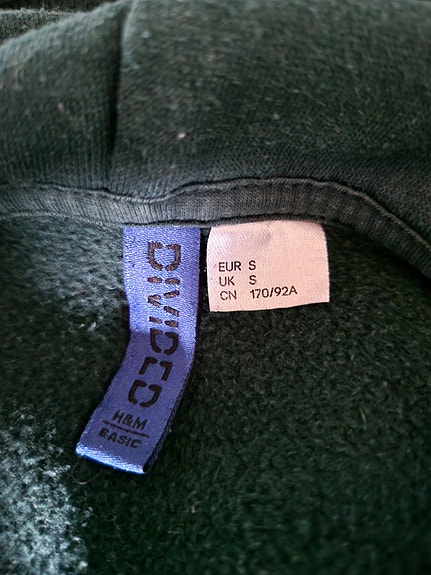 DIVIDED
H&M
BASIC
EUR S
UK S
CN 170/92A